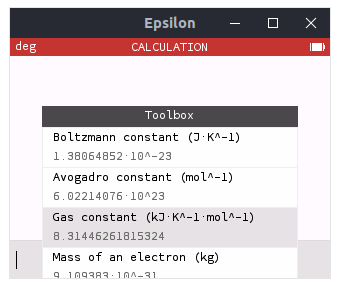 Epsilon
deg CALCULATION
Toolbox
Boltzmann constant (J·K^-1)
1.38064852·10^-23
Avogadro constant (mol^-1)
6.02214076·10^23
Gas constant (kJ·K^-1·mol^-1)
8.31446261815324
Mass of an electron (kg)
9.109383·10^-31